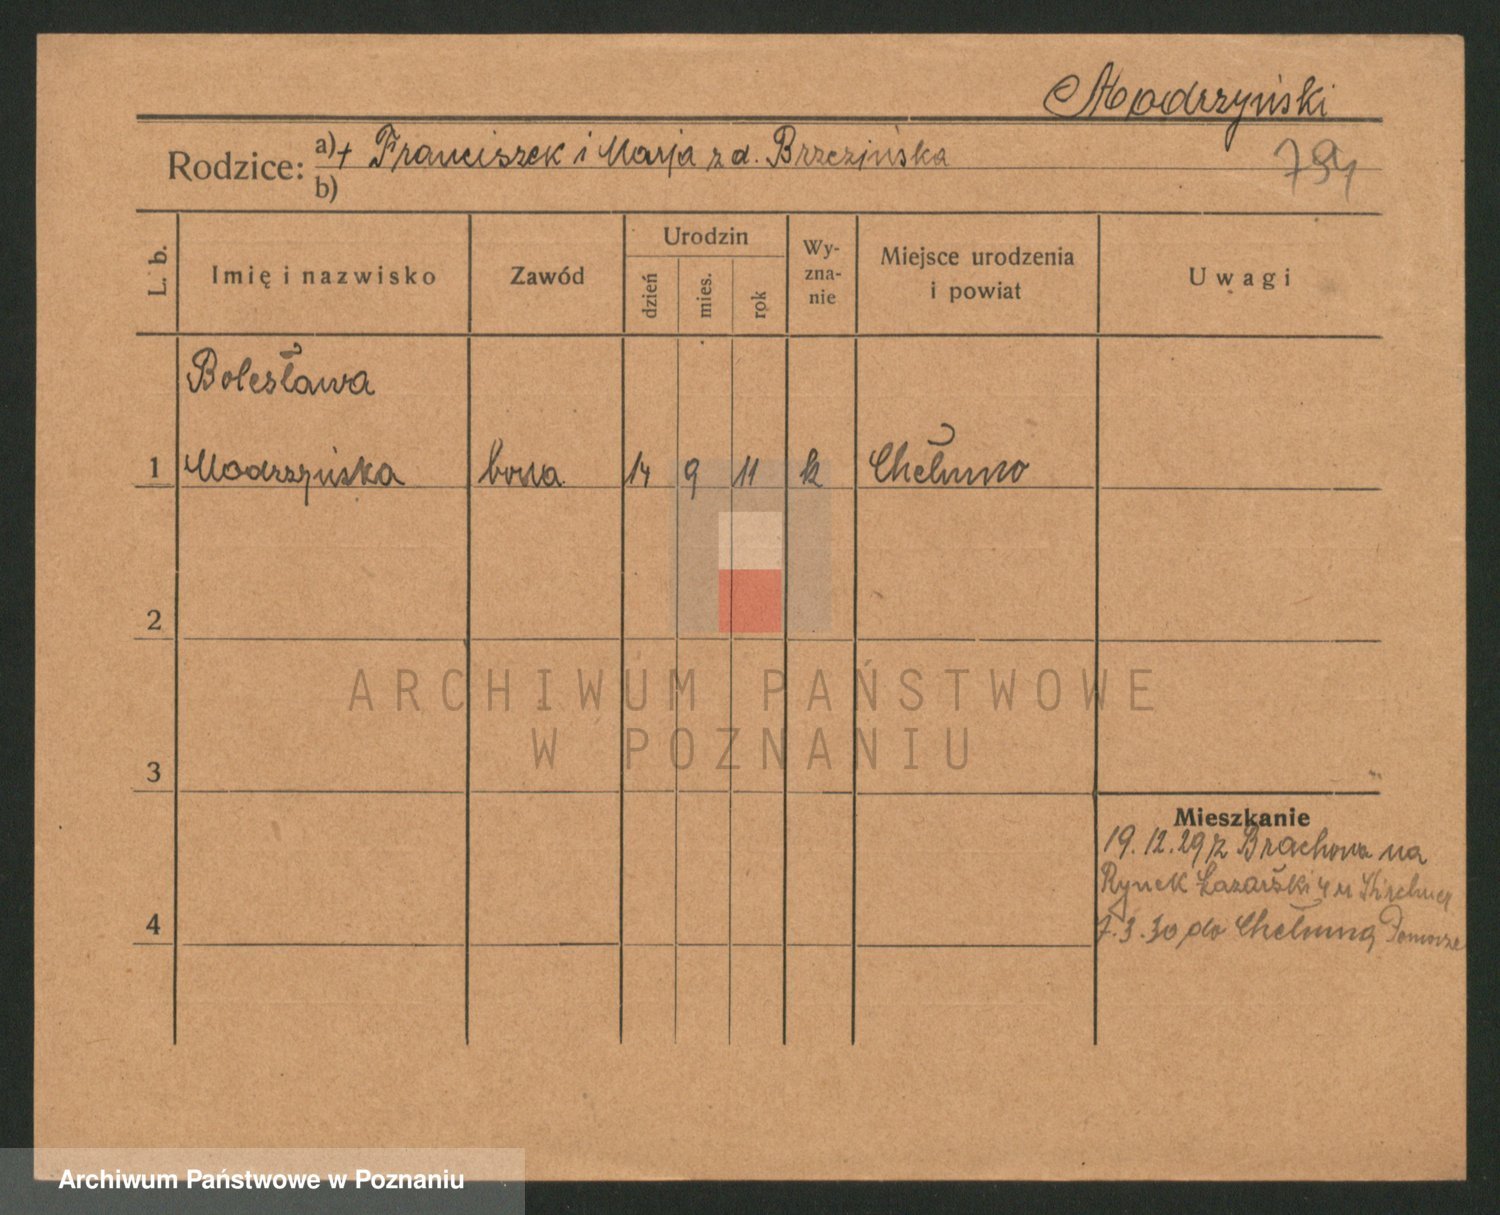 Modrzyński
Rodzice: a) + Franciszek i Marja z d. Brzezińska
794
b)
L. b.
Imię i nazwisko
Zawód
Urodzin
dzień
mies.
rok
Wy-
zna-
nie
Miejsce urodzenia
i powiat
Uwagi
Bolesława
1 Modrzyńska bona 14 9 11 k Chełmno
2
ARCHIWUM PAŃSTWOWE
W POZNANIU
3
Mieszkanie
19.12.29 z Brachowa na
Rynek Łazarski 4 u Kirchner
4
7.3.30 do Chełmna Pomorze
Archiwum Państwowe w Poznaniu